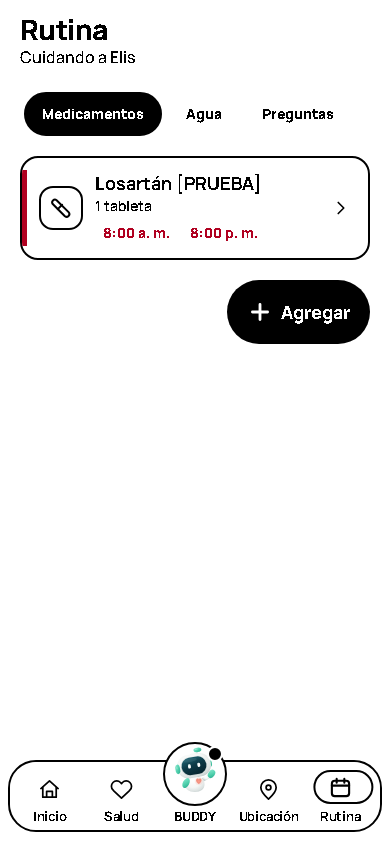 Rutina
Cuidando a Elis
Medicamentos
Agua
Preguntas
Losartán [PRUEBA]
1 tableta
8:00 a. m.
8:00 p. m.
Agregar
Inicio
Salud
BUDDY
Ubicación
Rutina